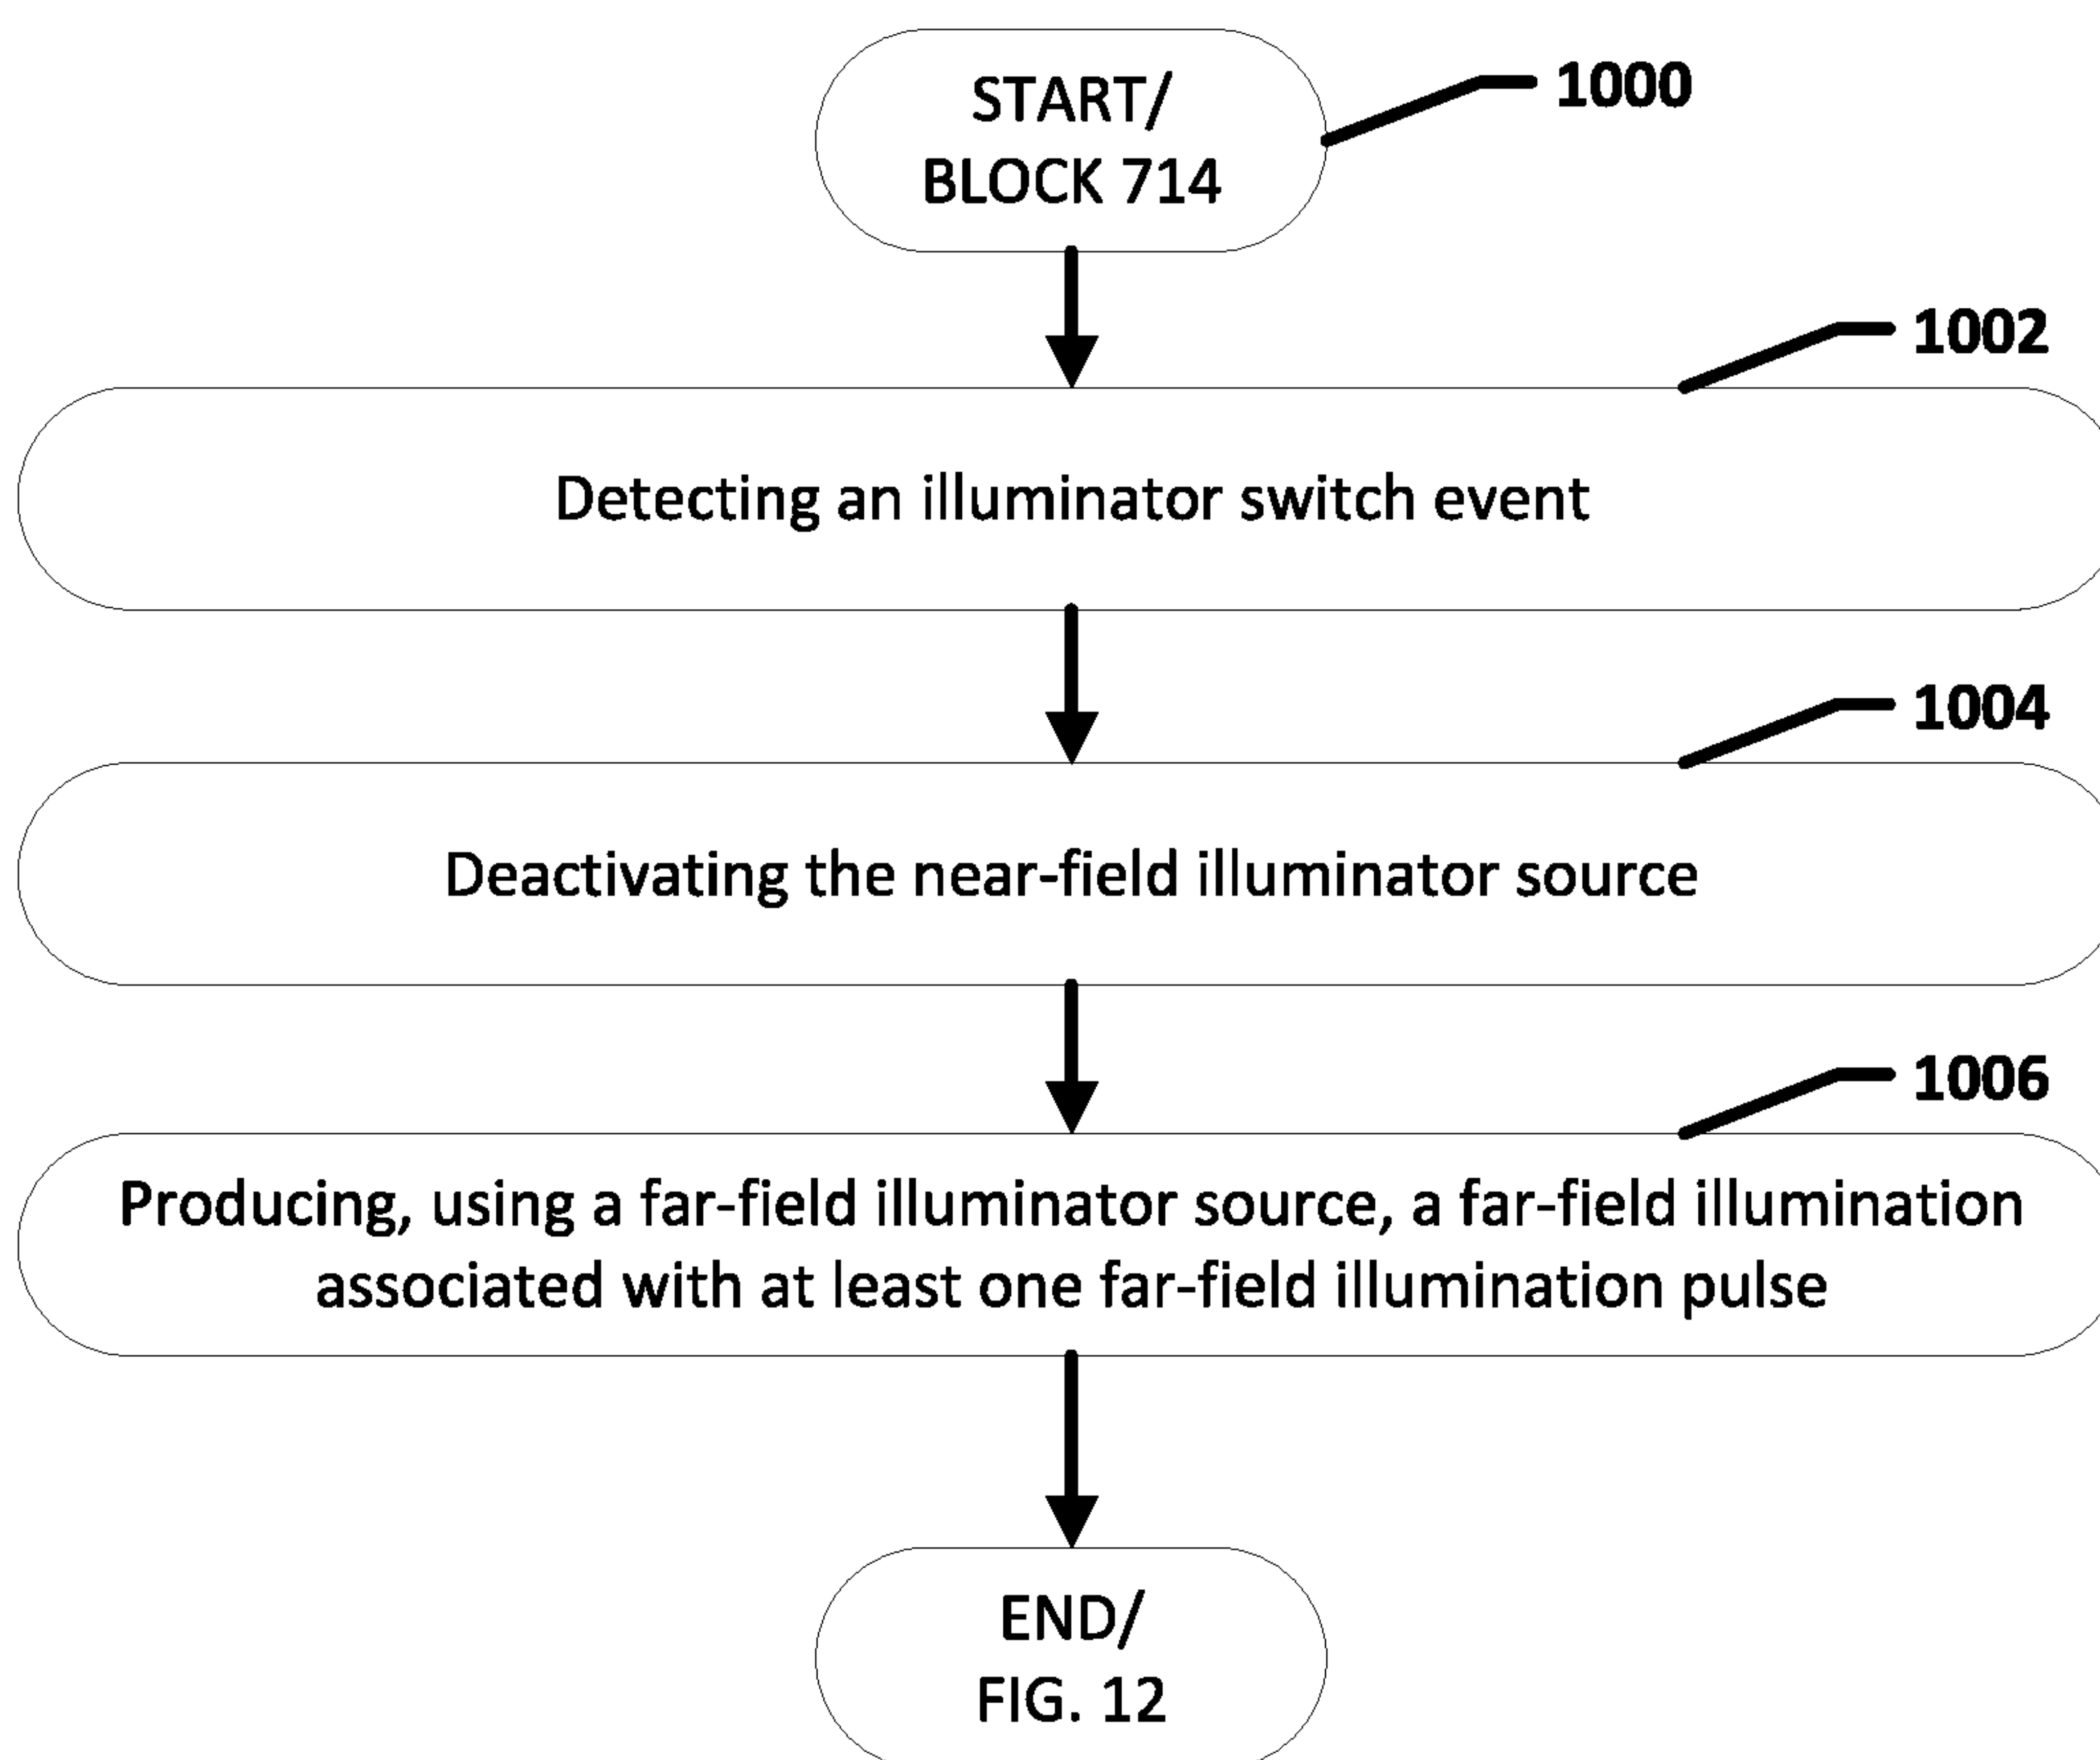 START/
BLOCK 714
1000
1002
Detecting an illuminator switch event
1004
Deactivating the near-field illuminator source
1006
Producing, using a far-field illuminator source, a far-field illumination
associated with at least one far-field illumination pulse
END/
FIG. 12